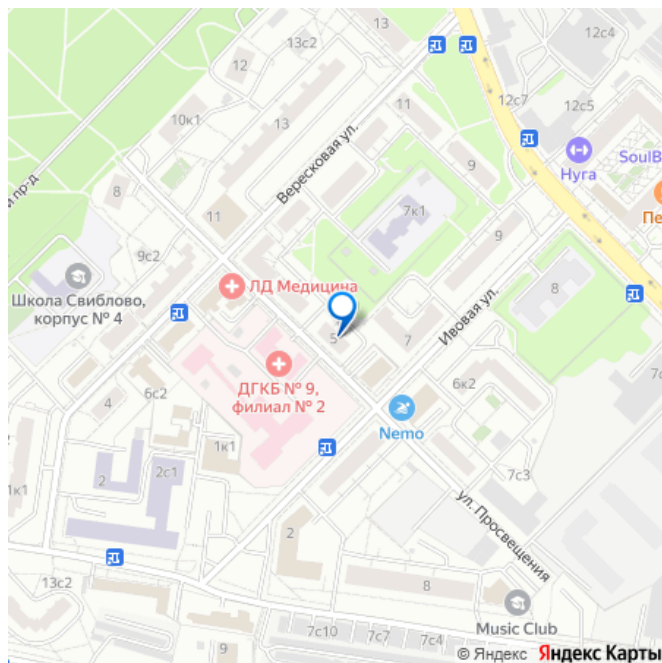 13
13с2
12с4
12
12с7
12с5
10к1
11
13
SoulB
Нуга
Вересковая ул.
9
8
й пр-д
Пе
7к1
11
9
9с2
ЛД Медицина
8
Школа Свиблово,
корпус № 4
Ивовая ул.
5
7
ДГКБ № 9,
филиал № 2
6к2
7с
4
6с2
Nemo
1к1
2с1
2
7с3
1к1
ул. Просвещения
2
13с2
8
Music Club
7с10
7с7
7с4
9
© Яндекс Яндекс Карты